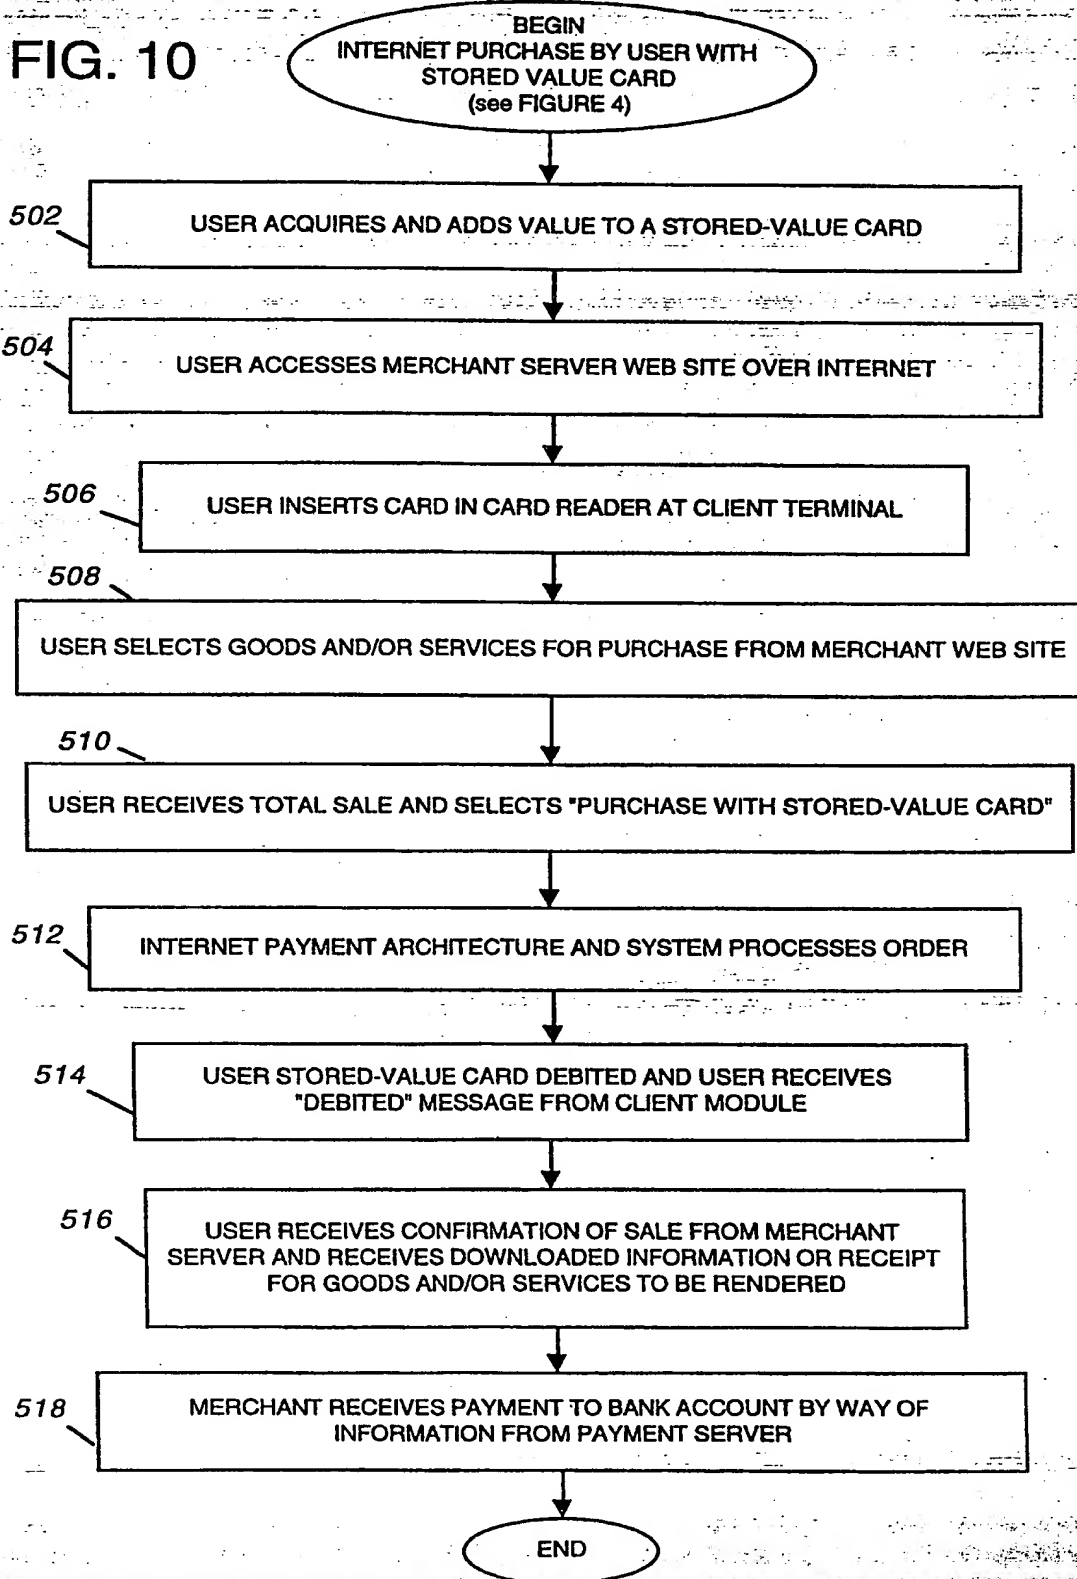 FIG. 10
BEGIN
INTERNET PURCHASE BY USER WITH
STORED VALUE CARD
(see FIGURE 4)
502
USER ACQUIRES AND ADDS VALUE TO A STORED-VALUE CARD
504
USER ACCESSES MERCHANT SERVER WEB SITE OVER INTERNET
506
USER INSERTS CARD IN CARD READER AT CLIENT TERMINAL
508
USER SELECTS GOODS AND/OR SERVICES FOR PURCHASE FROM MERCHANT WEB SITE
510
USER RECEIVES TOTAL SALE AND SELECTS "PURCHASE WITH STORED-VALUE CARD"
512
INTERNET PAYMENT ARCHITECTURE AND SYSTEM PROCESSES ORDER
514
USER STORED-VALUE CARD DEBITED AND USER RECEIVES
"DEBITED" MESSAGE FROM CLIENT MODULE
516
USER RECEIVES CONFIRMATION OF SALE FROM MERCHANT
SERVER AND RECEIVES DOWNLOADED INFORMATION OR RECEIPT
FOR GOODS AND/OR SERVICES TO BE RENDERED
518
MERCHANT RECEIVES PAYMENT TO BANK ACCOUNT BY WAY OF
INFORMATION FROM PAYMENT SERVER
END